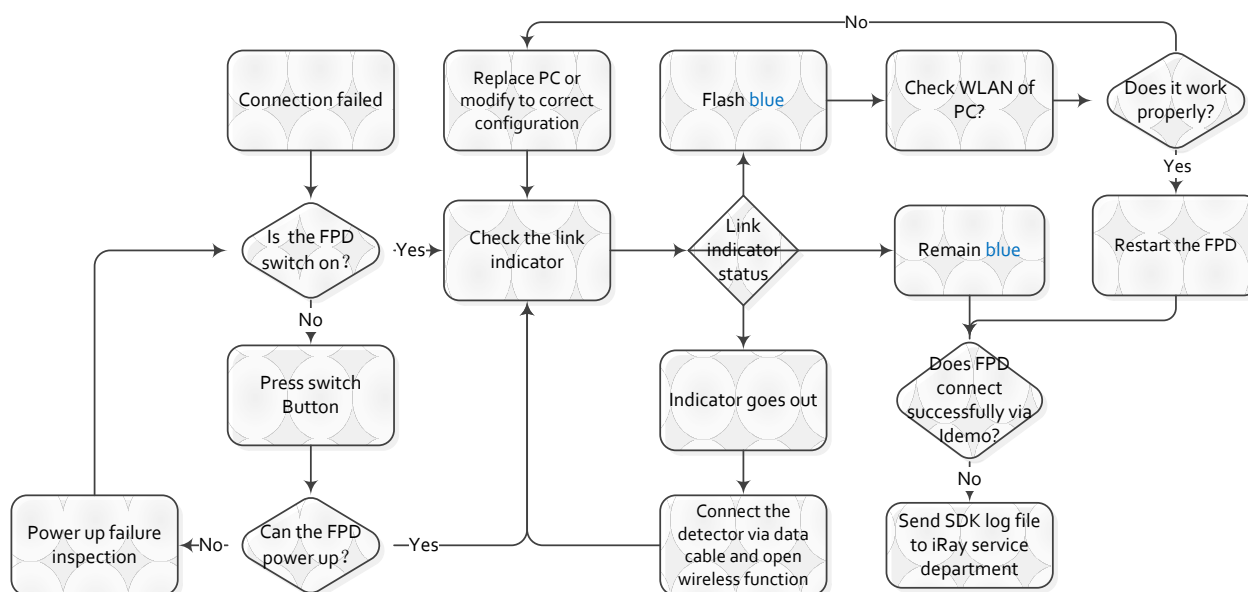 No
Connection failed
Replace PC or
modify to correct
configuration
Flash blue
Check WLAN of
PC?
Does it work
properly?
Yes
Is the FPD
switch on?
Yes
Check the link
indicator
Link
indicator
status
Remain blue
Restart the FPD
No
Press switch
Button
Indicator goes out
Does FPD
connect
successfully via
Idemo?
No
Power up failure
inspection
No
Can the FPD
power up?
Yes
Connect the
detector via data
cable and open
wireless function
Send SDK log file
to iRay service
department